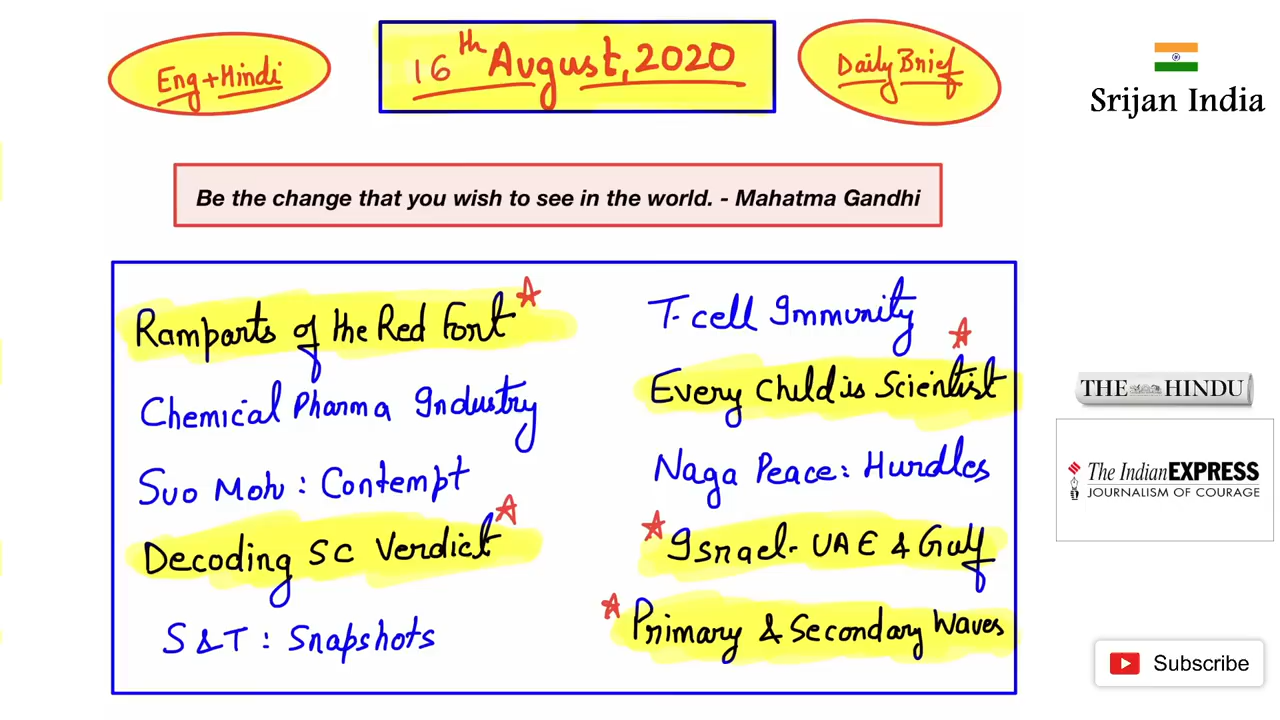 Eng+Hindi
16th August, 2020
Daily Brief
Srijan India
Be the change that you wish to see in the world. - Mahatma Gandhi
Ramparts of the Red Fort
Chemical Pharma Industry
Suo Motu : Contempt
Decoding SC Verdict
S & T : Snapshots
T-cell Immunity
Every Child is Scientist
Naga Peace: Hurdles
Israel- UAE & Gulf
Primary & Secondary Waves
THE HINDU
The Indian EXPRESS
JOURNALISM OF COURAGE
Subscribe